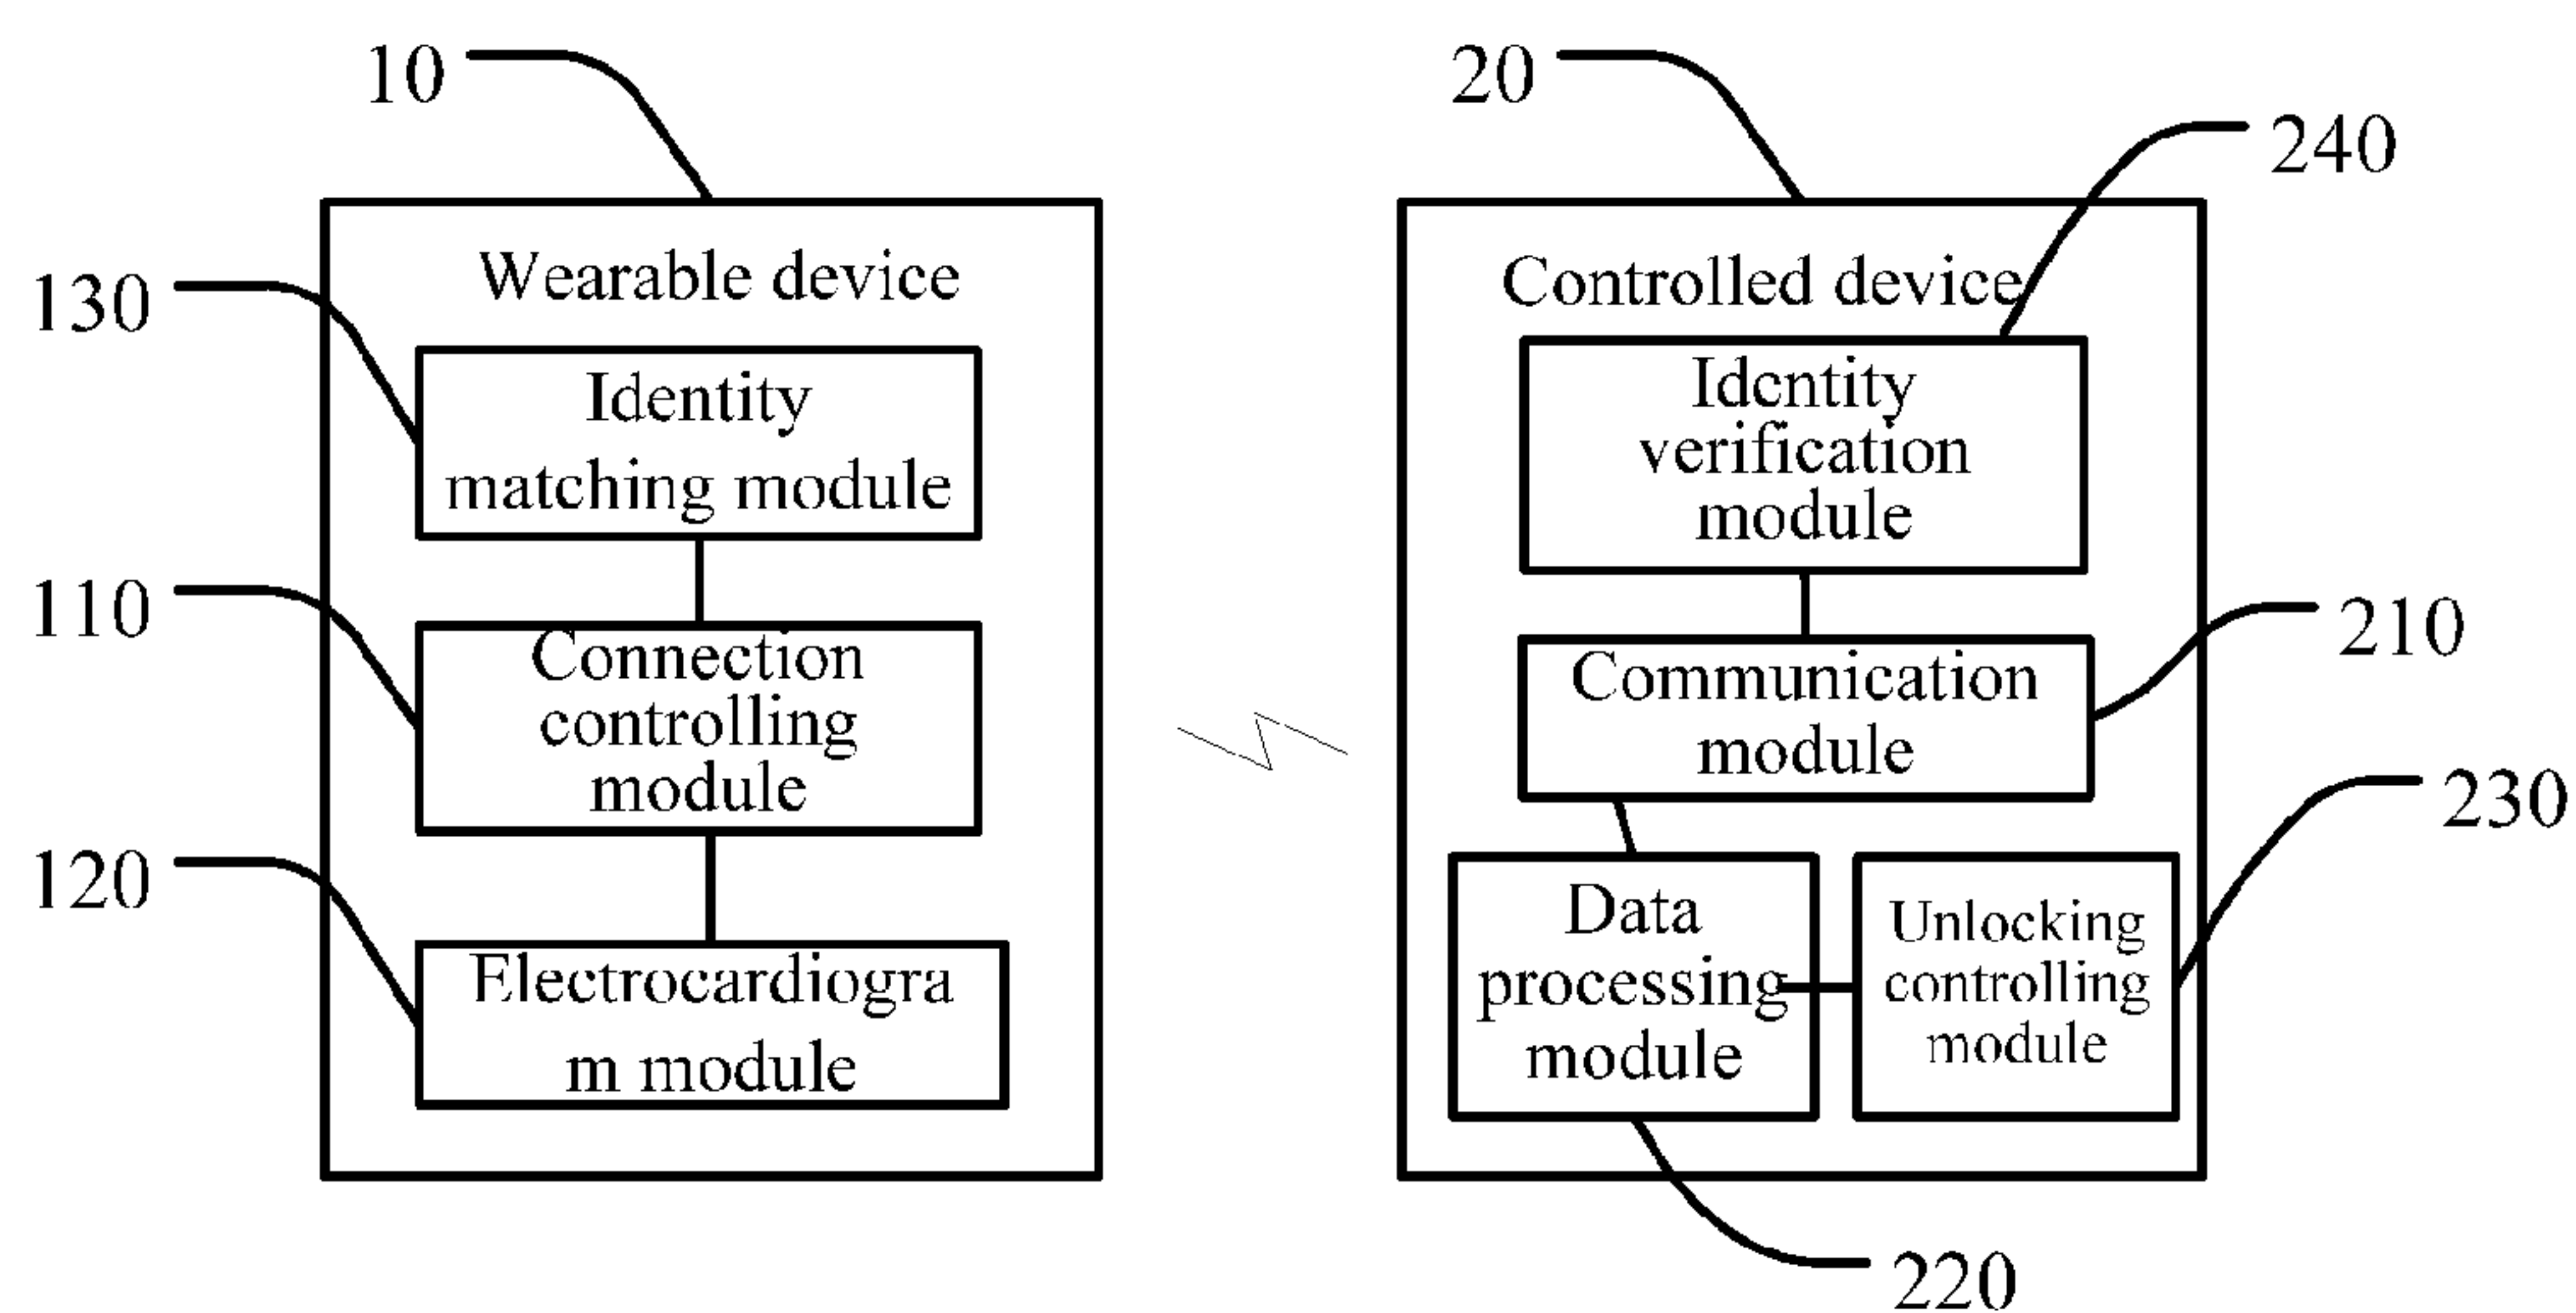 10
20
240
Wearable device
Controlled device
130
Identity
matching module
Identity
verification
module
110
Connection
controlling
module
Communication
module
210
230
120
Electrocardiogra
m module
Data
processing
module
Unlocking
controlling
module
220